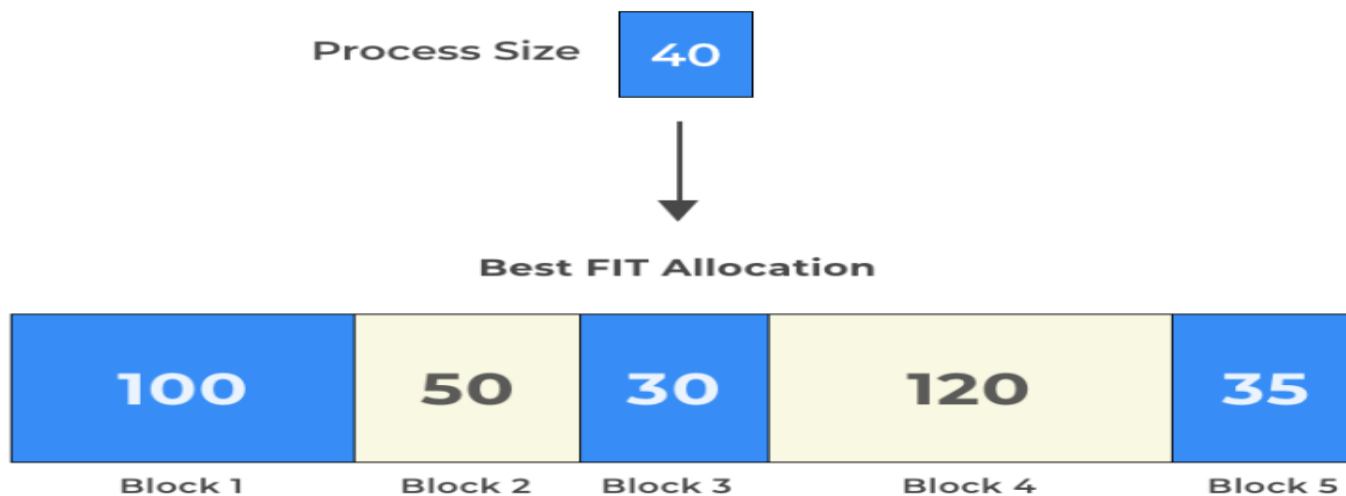 Process Size 40
Best FIT Allocation
100 50 30 120 35
Block 1 Block 2 Block 3 Block 4 Block 5